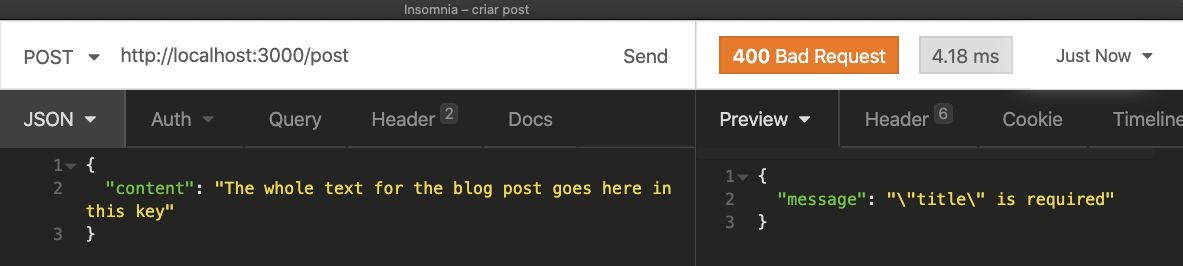 Insomnia – criar post
POST http://localhost:3000/post Send 400 Bad Request 4.18 ms Just Now
JSON Auth Query Header 2 Docs Preview Header 6 Cookie Timeline
1 {
2 "content": "The whole text for the blog post goes here in
this key"
3 }
1 {
2 "message": "\"title\" is required"
3 }